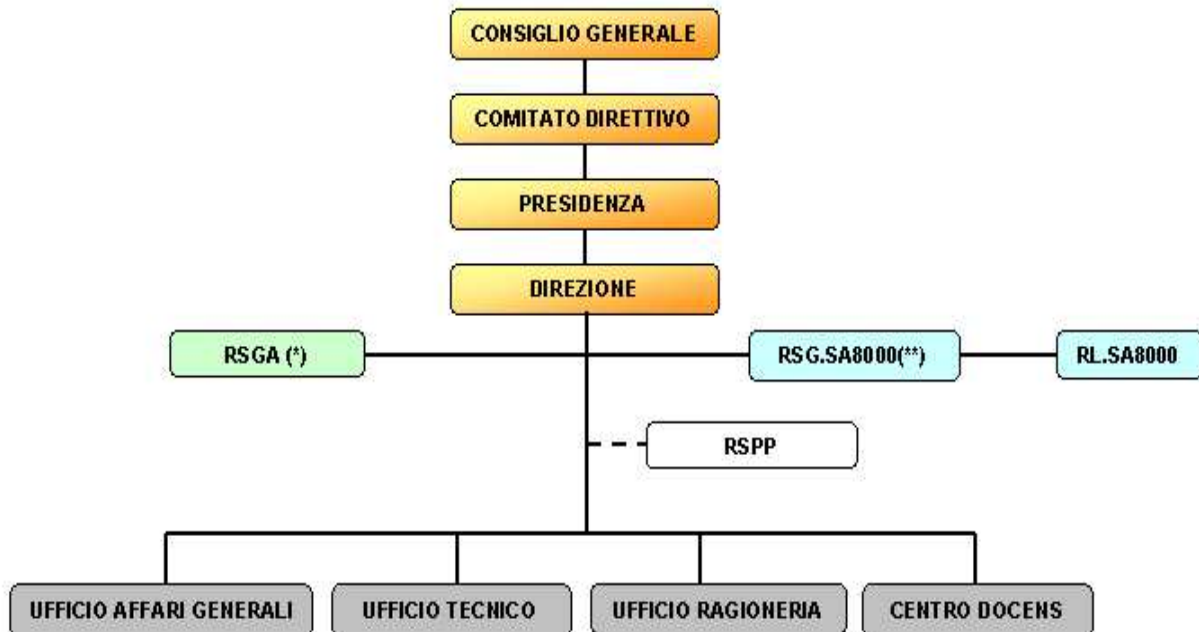 CONSIGLIO GENERALE
COMITATO DIRETTIVO
PRESIDENZA
DIREZIONE
RSGA (*)
RSG.SA8000(**)
RL.SA8000
RSPP
UFFICIO AFFARI GENERALI
UFFICIO TECNICO
UFFICIO RAGIONERIA
CENTRO DOCENS